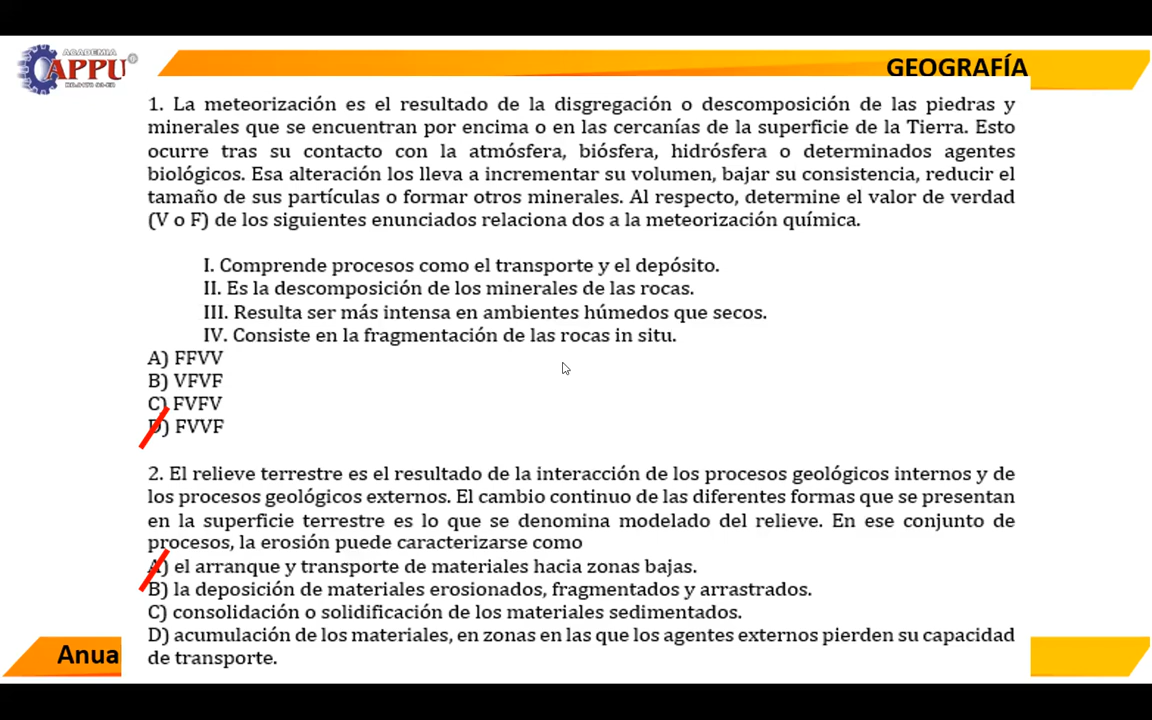 ACADEMIA
APPU
GEOGRAFÍA
1. La meteorización es el resultado de la disgregación o descomposición de las piedras y
minerales que se encuentran por encima o en las cercanías de la superficie de la Tierra. Esto
ocurre tras su contacto con la atmósfera, biósfera, hidrósfera o determinados agentes
biológicos. Esa alteración los lleva a incrementar su volumen, bajar su consistencia, reducir el
tamaño de sus partículas o formar otros minerales. Al respecto, determine el valor de verdad
(V o F) de los siguientes enunciados relaciona dos a la meteorización química.
I. Comprende procesos como el transporte y el depósito.
II. Es la descomposición de los minerales de las rocas.
III. Resulta ser más intensa en ambientes húmedos que secos.
IV. Consiste en la fragmentación de las rocas in situ.
A) FFVV
B) VFVF
C) FVFV
D) FVVF
2. El relieve terrestre es el resultado de la interacción de los procesos geológicos internos y de
los procesos geológicos externos. El cambio continuo de las diferentes formas que se presentan
en la superficie terrestre es lo que se denomina modelado del relieve. En ese conjunto de
procesos, la erosión puede caracterizarse como
A) el arranque y transporte de materiales hacia zonas bajas.
B) la deposición de materiales erosionados, fragmentados y arrastrados.
C) consolidación o solidificación de los materiales sedimentados.
D) acumulación de los materiales, en zonas en las que los agentes externos pierden su capacidad
de transporte.
Anua